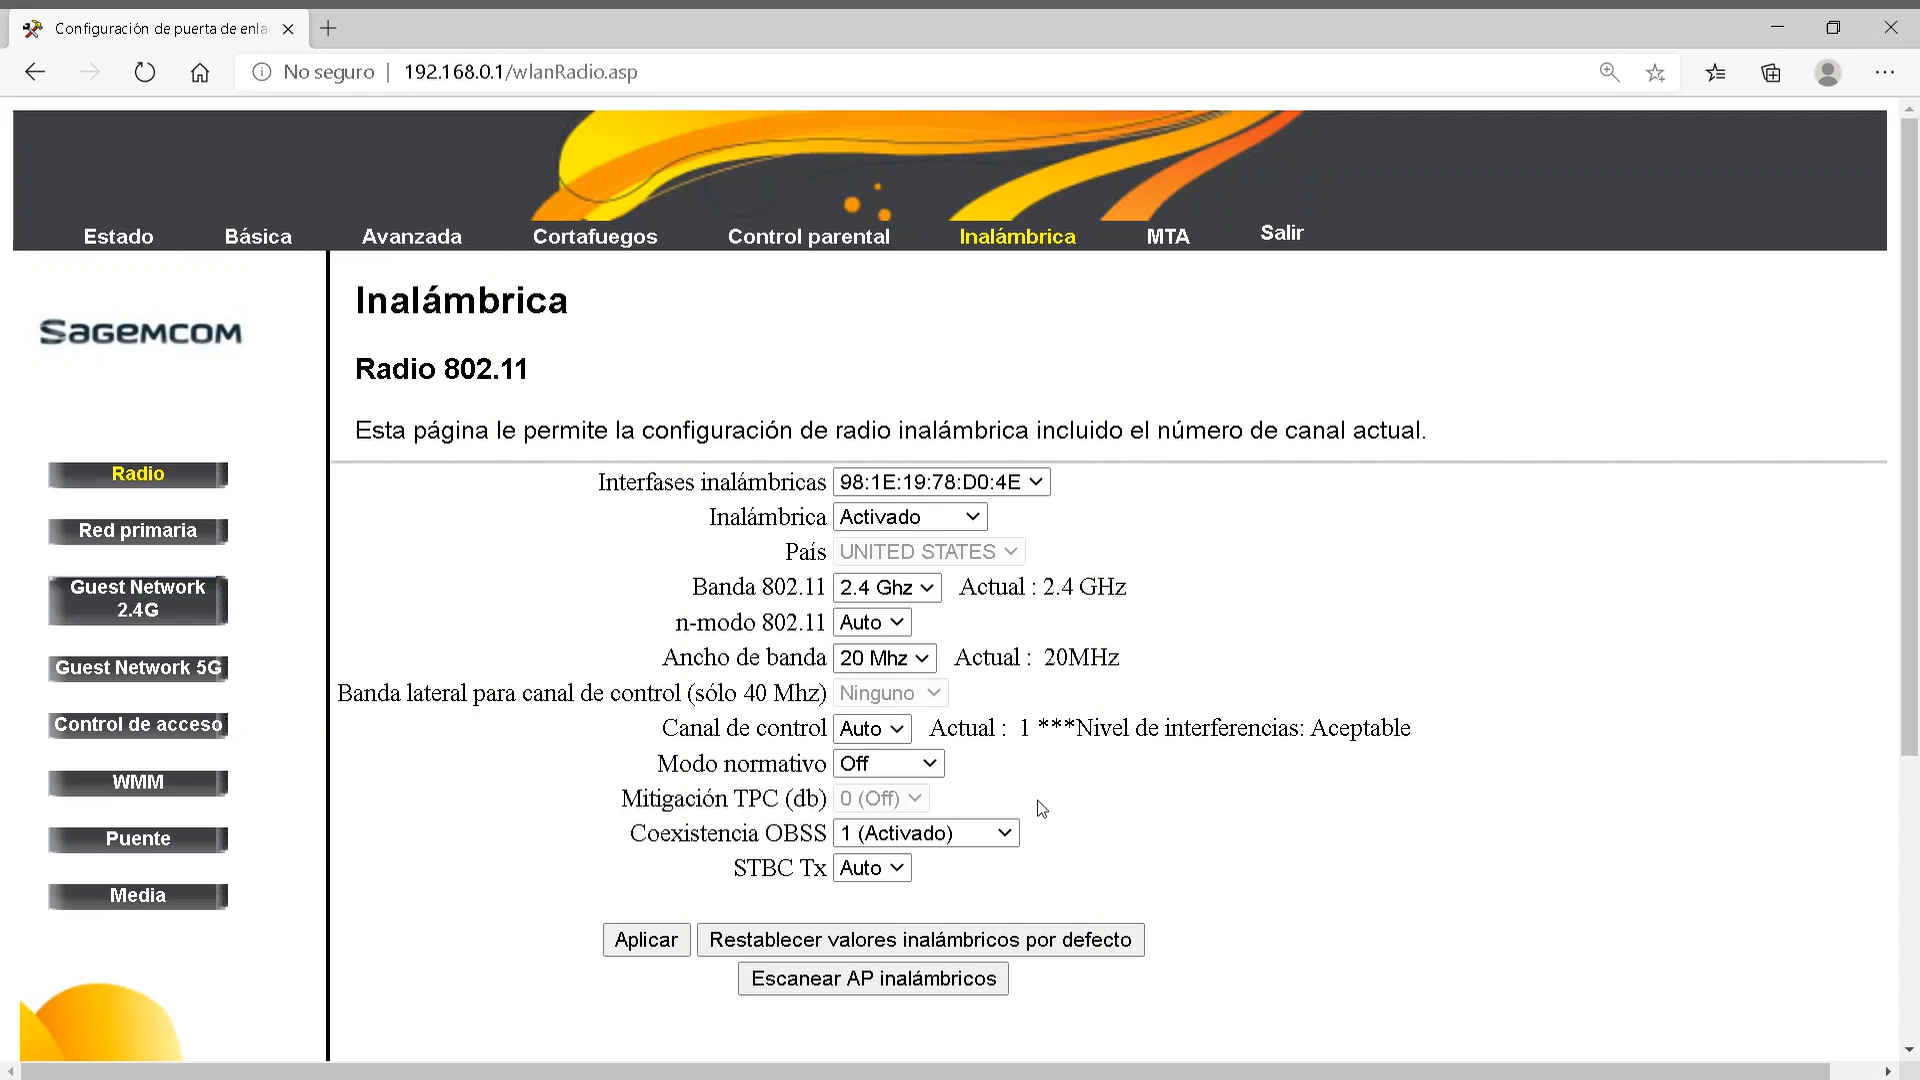 Configuración de puerta de enla
No seguro | 192.168.0.1/wlanRadio.asp
Estado Básica Avanzada Cortafuegos Control parental Inalámbrica MTA Salir
SAGEMCOM
Radio
Red primaria
Guest Network
2.4G
Guest Network 5G
Control de acceso
WMM
Puente
Media
Inalámbrica
Radio 802.11
Esta página le permite la configuración de radio inalámbrica incluido el número de canal actual.
Interfases inalámbricas 98:1E:19:78:D0:4E
Inalámbrica Activado
País UNITED STATES
Banda 802.11 2.4 Ghz Actual : 2.4 GHz
n-modo 802.11 Auto
Ancho de banda 20 Mhz Actual : 20MHz
Banda lateral para canal de control (sólo 40 Mhz) Ninguno
Canal de control Auto Actual : 1 ***Nivel de interferencias: Aceptable
Modo normativo Off
Mitigación TPC (db) 0 (Off)
Coexistencia OBSS 1 (Activado)
STBC Tx Auto
Aplicar Restablecer valores inalámbricos por defecto
Escanear AP inalámbricos